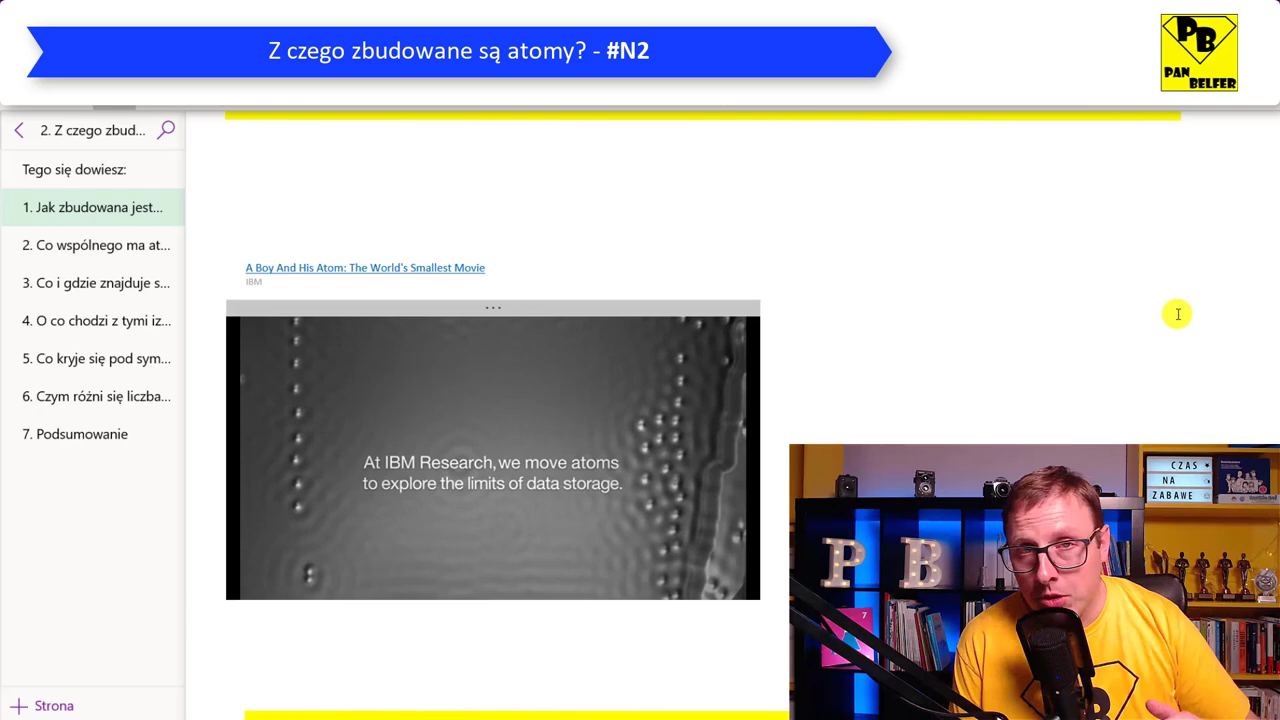 Z czego zbudowane są atomy? - #N2
PB
PAN
BELFER
2. Z czego zbud...
Tego się dowiesz:
1. Jak zbudowana jest...
2. Co wspólnego ma at...
3. Co i gdzie znajduje s...
4. O co chodzi z tymi iz...
5. Co kryje się pod sym...
6. Czym różni się liczba...
7. Podsumowanie
Strona
A Boy And His Atom: The World's Smallest Movie
IBM
...
At IBM Research, we move atoms
to explore the limits of data storage.
CZAS
NA
ZABAWE
P B
7
B